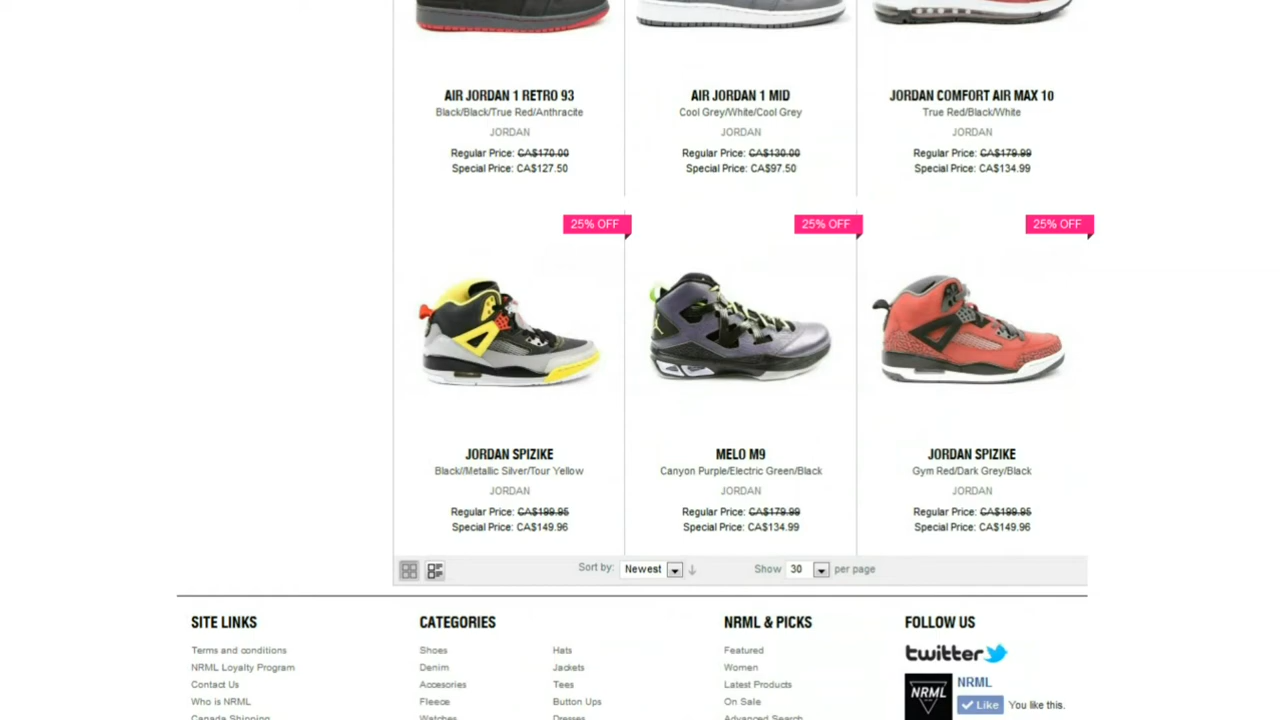 AIR JORDAN 1 RETRO 93
Black/Black/True Red/Anthracite
JORDAN
Regular Price: CA$170.00
Special Price: CA$127.50
AIR JORDAN 1 MID
Cool Grey/White/Cool Grey
JORDAN
Regular Price: CA$130.00
Special Price: CA$97.50
JORDAN COMFORT AIR MAX 10
True Red/Black/White
JORDAN
Regular Price: CA$179.99
Special Price: CA$134.99
25% OFF
JORDAN SPIZIKE
Black//Metallic Silver/Tour Yellow
JORDAN
Regular Price: CA$199.95
Special Price: CA$149.96
25% OFF
MELO M9
Canyon Purple/Electric Green/Black
JORDAN
Regular Price: CA$179.99
Special Price: CA$134.99
25% OFF
JORDAN SPIZIKE
Gym Red/Dark Grey/Black
JORDAN
Regular Price: CA$199.95
Special Price: CA$149.96
Sort by: Newest
Show 30 per page
SITE LINKS
Terms and conditions
NRML Loyalty Program
Contact Us
Who is NRML
Canada Shipping
CATEGORIES
Shoes
Denim
Accesories
Fleece
Watches
Hats
Jackets
Tees
Button Ups
Dresses
NRML & PICKS
Featured
Women
Latest Products
On Sale
Advanced Search
FOLLOW US
twitter
NRML
NRML
Like
You like this.